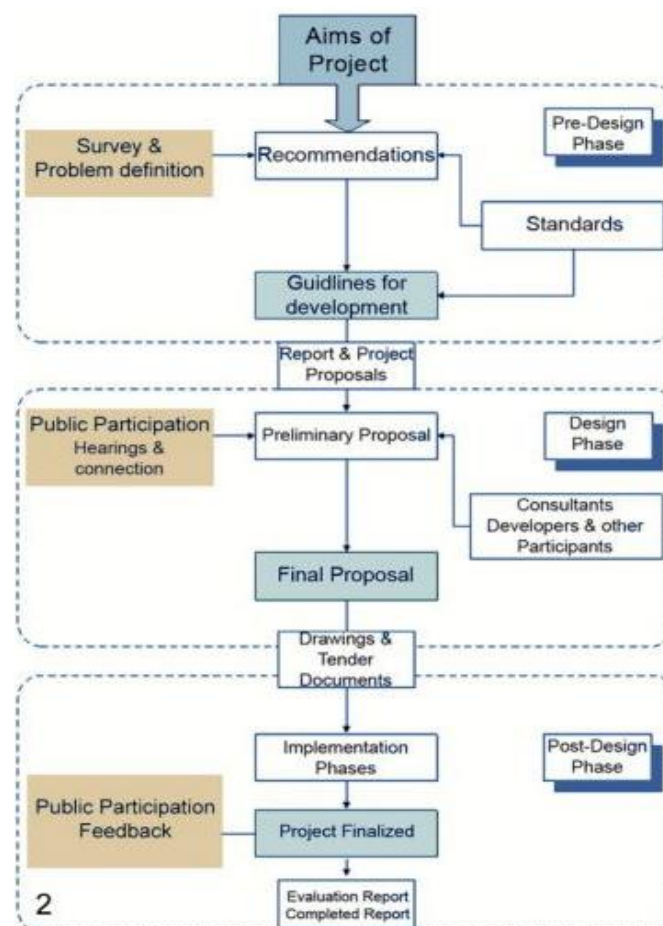 Aims of
Project
Pre-Design
Phase
Survey &
Problem definition
Recommendations
Standards
Guidlines for
development
Report & Project
Proposals
Public Participation
Hearings &
connection
Preliminary Proposal
Design
Phase
Consultants
Developers & other
Participants
Final Proposal
Drawings &
Tender
Documents
Implementation
Phases
Post-Design
Phase
Public Participation
Feedback
Project Finalized
Evaluation Report
Completed Report
2